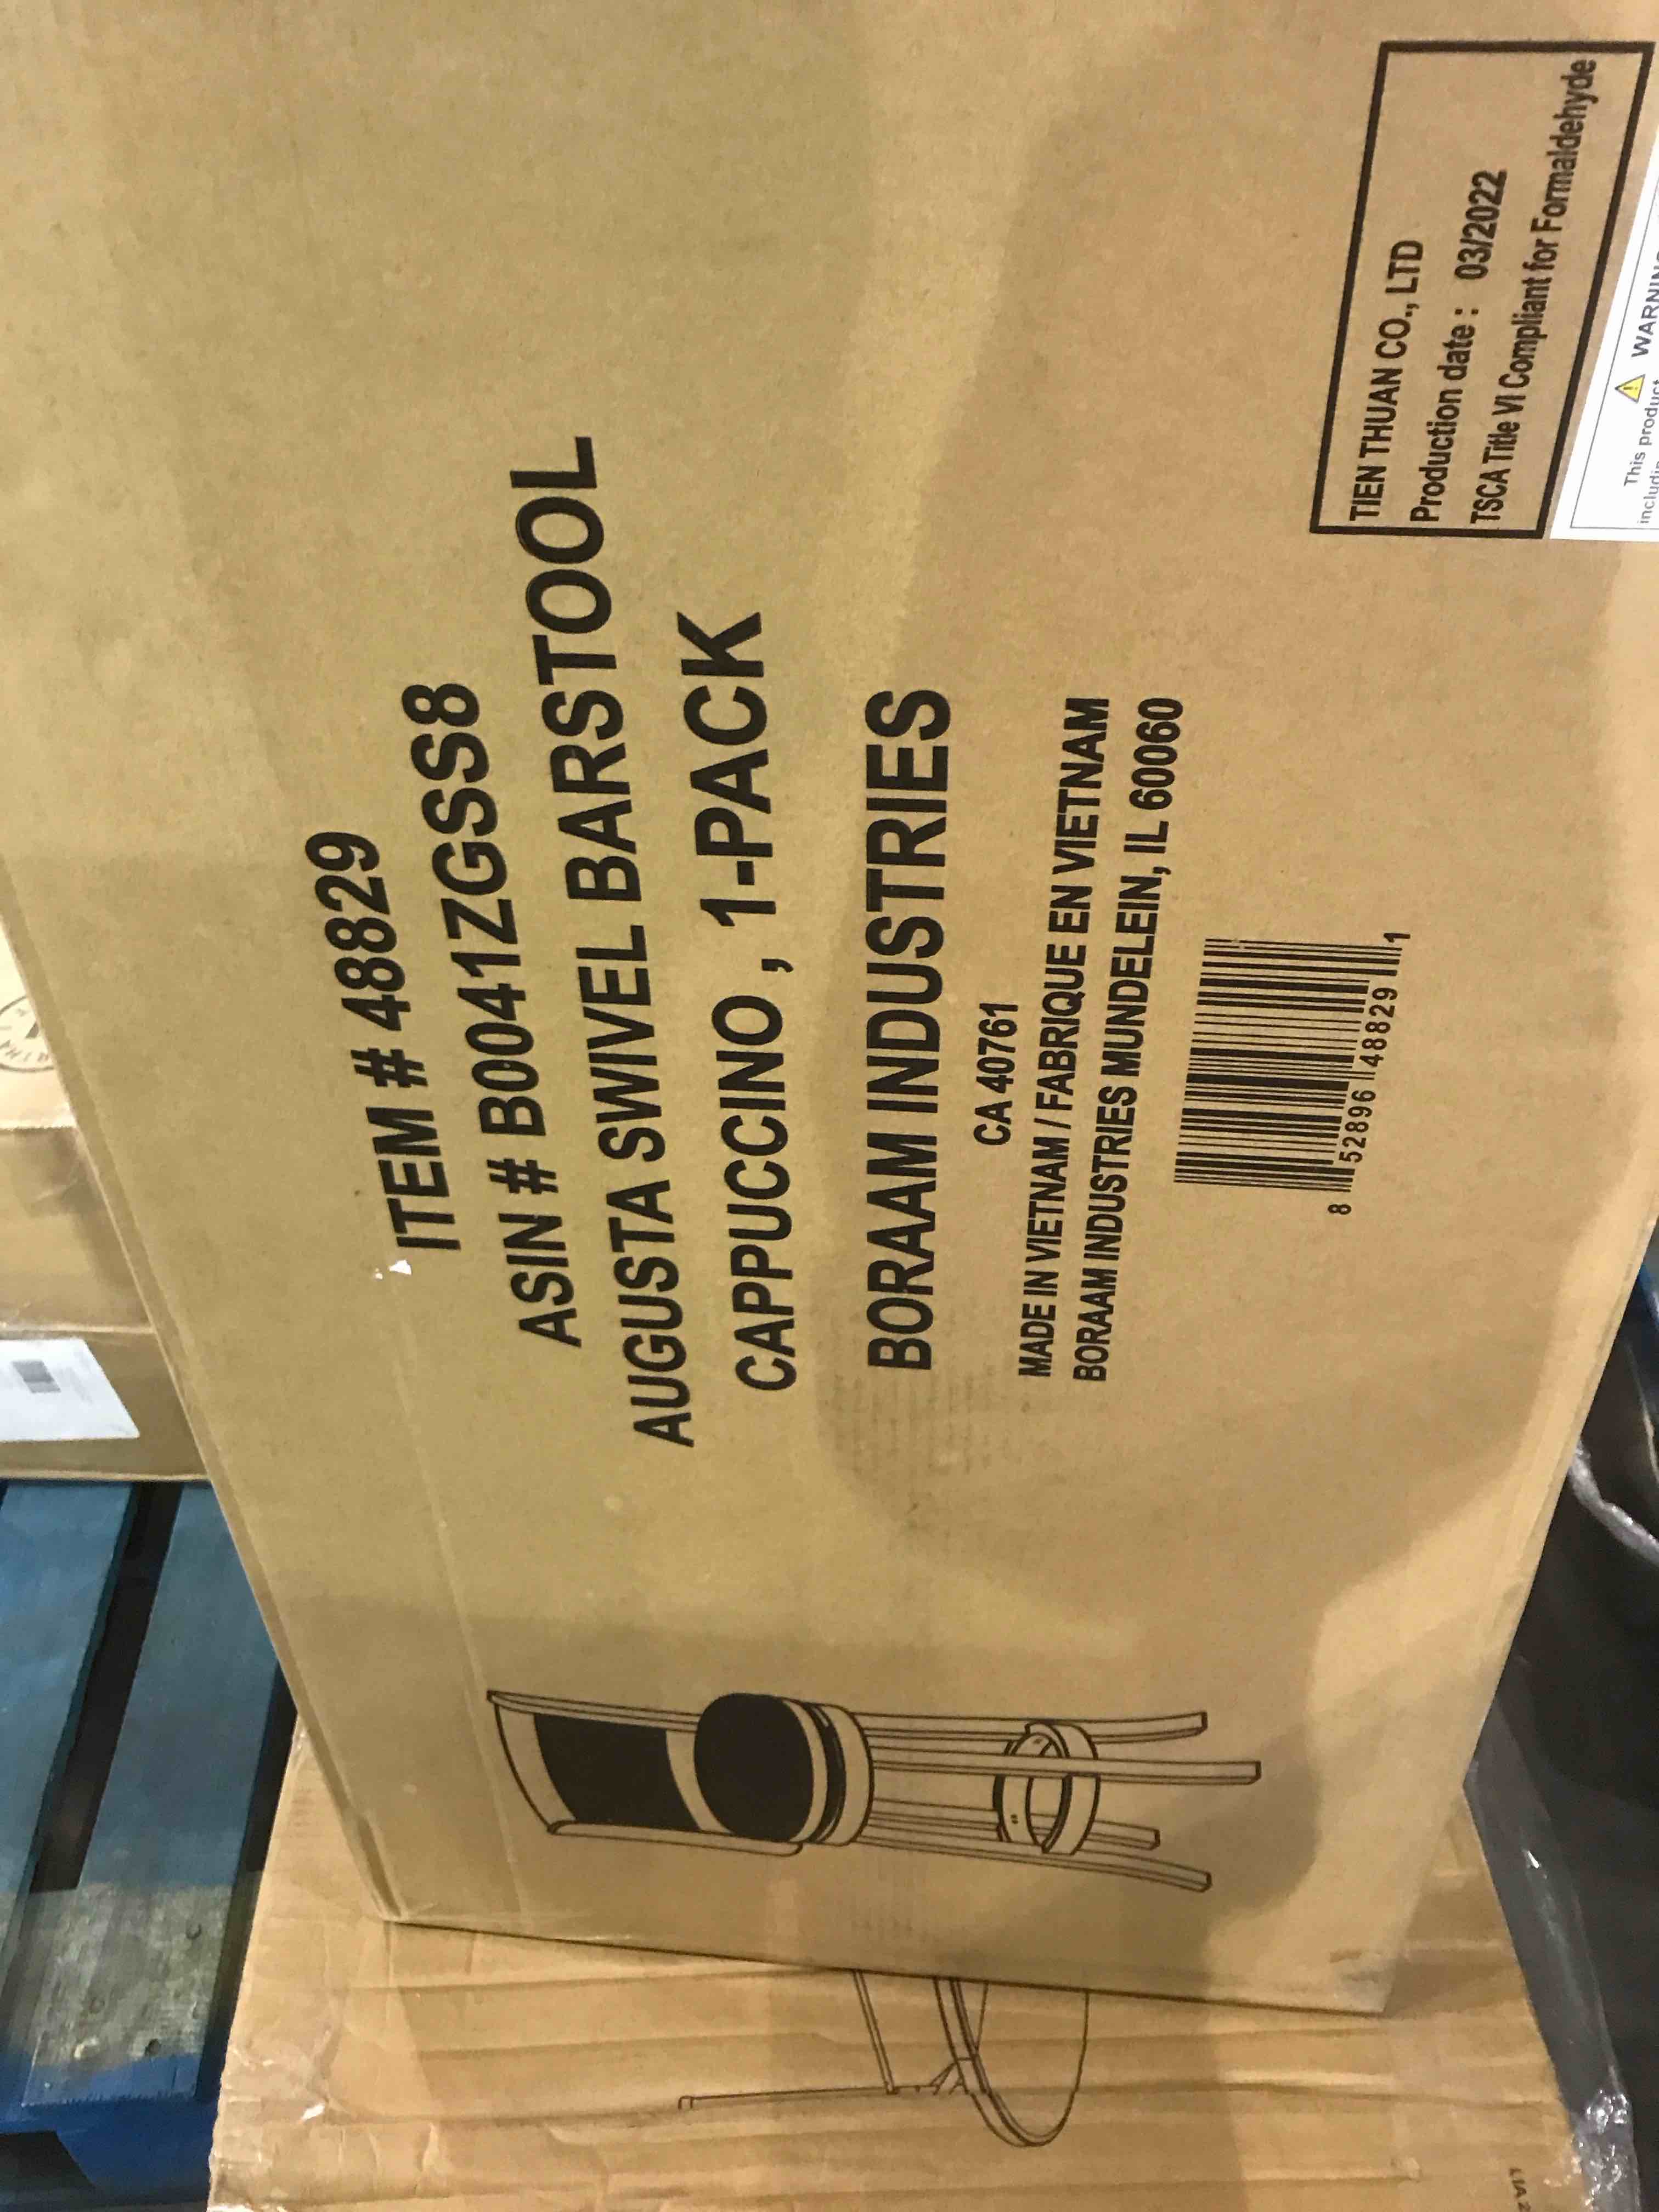 ITEM # 48829
ASIN # B0041ZGSS8
AUGUSTA SWIVEL BARSTOOL
CAPPUCCINO , 1-PACK
BORAAM INDUSTRIES
CA 40761
MADE IN VIETNAM / FABRIQUE EN VIETNAM
BORAAM INDUSTRIES MUNDELEIN, IL 60060
8 52896 48829 1
TIEN THUAN CO., LTD
Production date : 03/2022
TSCA Title VI Compliant for Formaldehyde
WARNING
This product